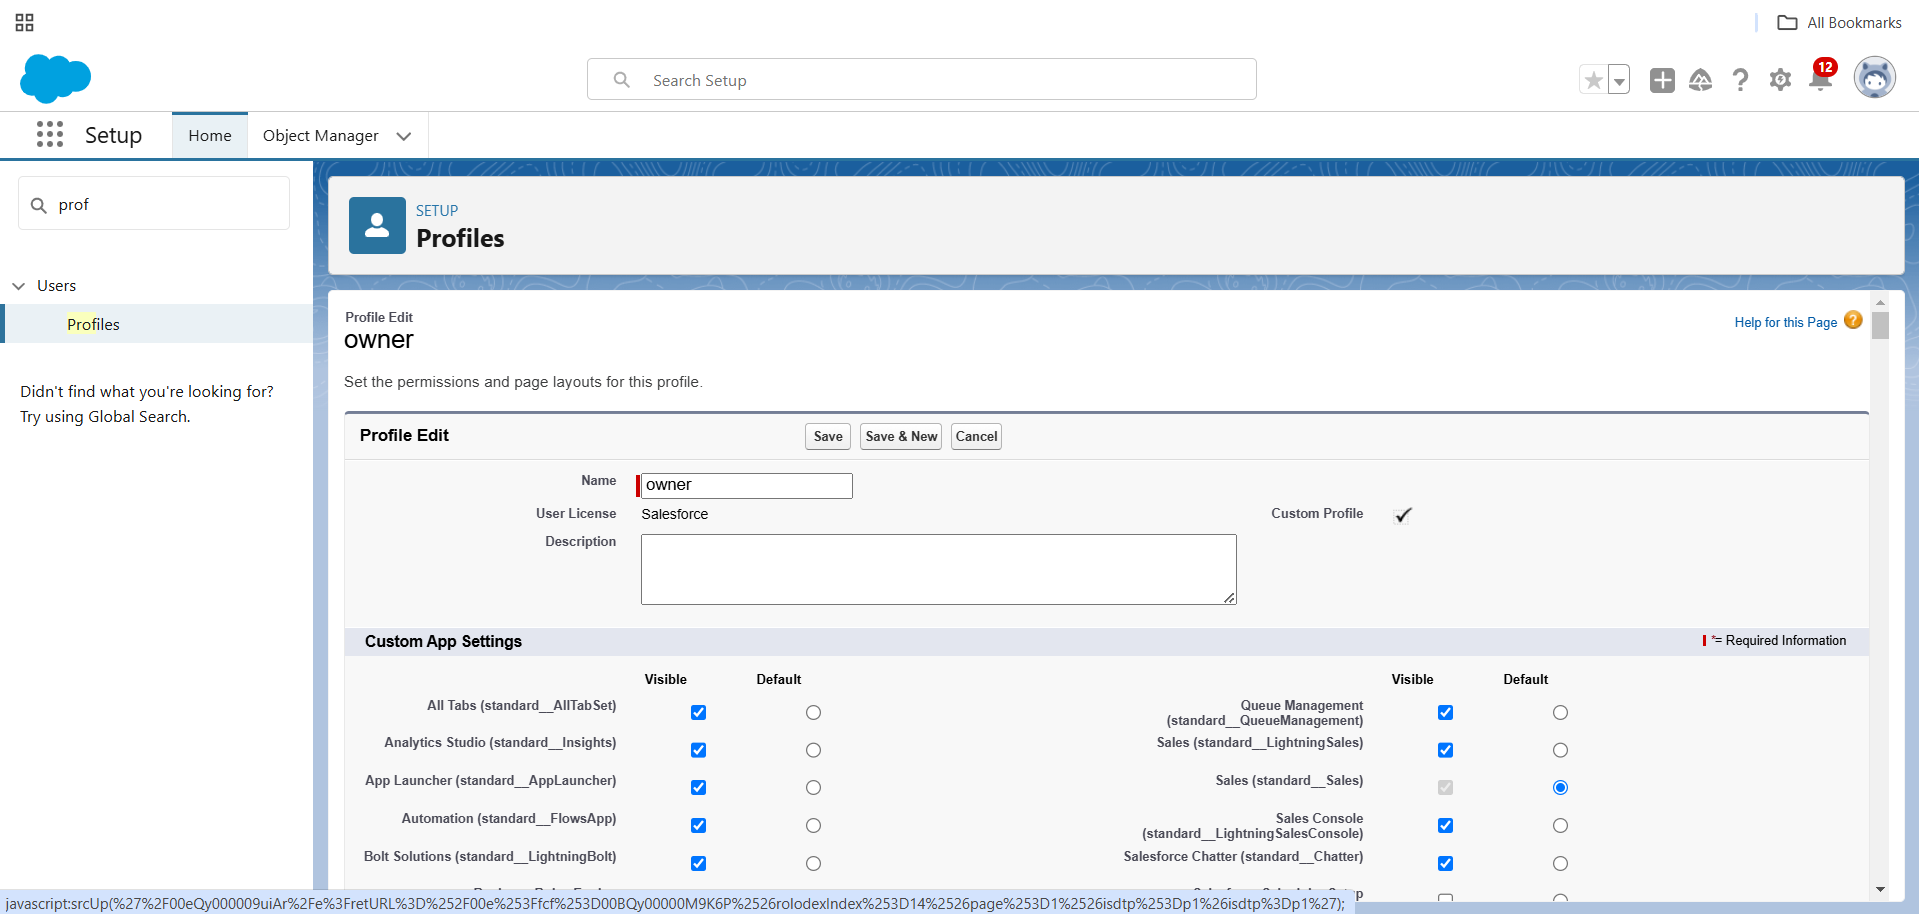 All Bookmarks
Search Setup
12
Setup
Home
Object Manager
prof
Users
Profiles
Didn't find what you're looking for?
Try using Global Search.
SETUP
Profiles
Profile Edit
owner
Help for this Page
Set the permissions and page layouts for this profile.
Profile Edit
Save
Save & New
Cancel
Name
owner
User License
Salesforce
Custom Profile
Description
Custom App Settings
*= Required Information
Visible
Default
Visible
Default
All Tabs (standard__AllTabSet)
Queue Management
(standard__QueueManagement)
Analytics Studio (standard__Insights)
Sales (standard__LightningSales)
App Launcher (standard__AppLauncher)
Sales (standard__Sales)
Automation (standard__FlowsApp)
Sales Console
(standard__LightningSalesConsole)
Bolt Solutions (standard__LightningBolt)
Salesforce Chatter (standard__Chatter)
javascript:srcUp(%27%2F00eQy000009uiAr%2Fe%3FretURL%3D%252F00e%253Ffcf%253D00BQy00000M9K6P%2526rolodexIndex%253D14%2526page%253D1%2526isdtp%253Dp1%26isdtp%3Dp1%27);